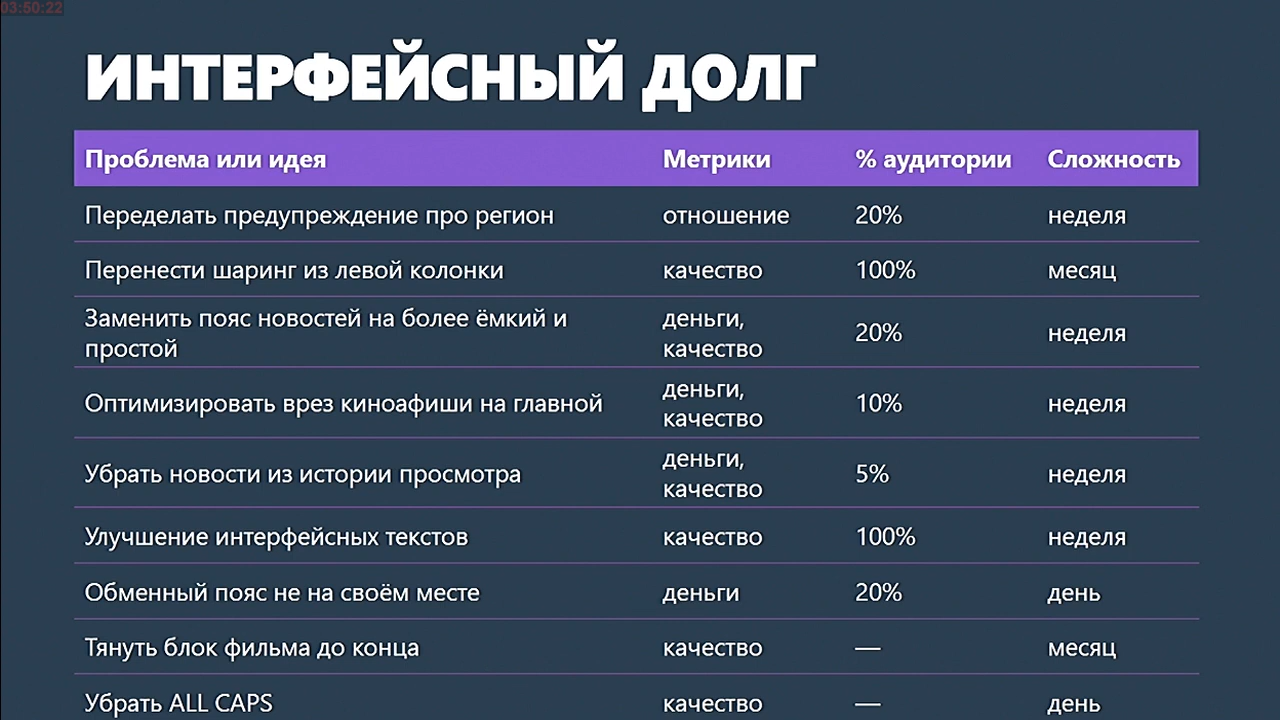 03:50:22
ИНТЕРФЕЙСНЫЙ ДОЛГ
Проблема или идея Метрики % аудитории Сложность
Переделать предупреждение про регион отношение 20% неделя
Перенести шаринг из левой колонки качество 100% месяц
Заменить пояс новостей на более ёмкий и
простой
деньги,
качество
20% неделя
Оптимизировать врез киноафиши на главной
деньги,
качество
10% неделя
Убрать новости из истории просмотра
деньги,
качество
5% неделя
Улучшение интерфейсных текстов качество 100% неделя
Обменный пояс не на своём месте деньги 20% день
Тянуть блок фильма до конца качество — месяц
Убрать ALL CAPS качество — день